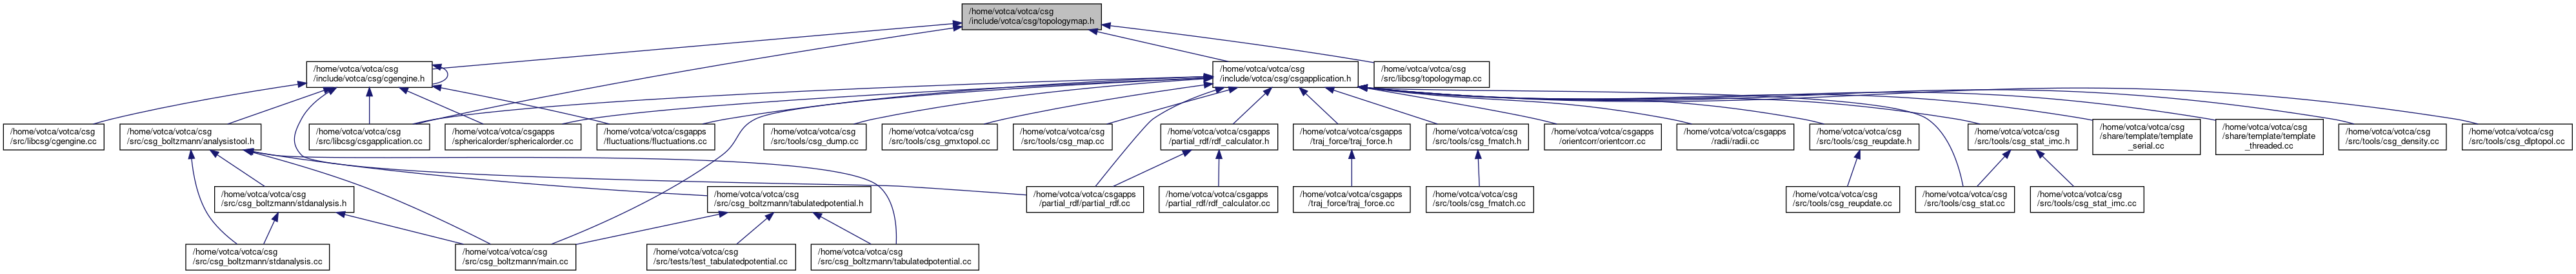 /home/votca/votca/csg
/include/votca/csg/topologymap.h
/home/votca/votca/csg
/include/votca/csg/cgengine.h
/home/votca/votca/csg
/include/votca/csg/csgapplication.h
/home/votca/votca/csg
/src/libcsg/topologymap.cc
/home/votca/votca/csg
/src/libcsg/cgengine.cc
/home/votca/votca/csg
/src/csg_boltzmann/analysistool.h
/home/votca/votca/csg
/src/libcsg/csgapplication.cc
/home/votca/votca/csgapps
/sphericalorder/sphericalorder.cc
/home/votca/votca/csgapps
/fluctuations/fluctuations.cc
/home/votca/votca/csg
/src/tools/csg_dump.cc
/home/votca/votca/csg
/src/tools/csg_gmxtopol.cc
/home/votca/votca/csg
/src/tools/csg_map.cc
/home/votca/votca/csgapps
/partial_rdf/rdf_calculator.h
/home/votca/votca/csgapps
/traj_force/traj_force.h
/home/votca/votca/csg
/src/tools/csg_fmatch.h
/home/votca/votca/csgapps
/orientcorr/orientcorr.cc
/home/votca/votca/csgapps
/radii/radii.cc
/home/votca/votca/csg
/src/tools/csg_reupdate.h
/home/votca/votca/csg
/src/tools/csg_stat_imc.h
/home/votca/votca/csg
/share/template/template
_serial.cc
/home/votca/votca/csg
/share/template/template
_threaded.cc
/home/votca/votca/csg
/src/tools/csg_density.cc
/home/votca/votca/csg
/src/tools/csg_dlptopol.cc
/home/votca/votca/csg
/src/csg_boltzmann/stdanalysis.h
/home/votca/votca/csg
/src/csg_boltzmann/tabulatedpotential.h
/home/votca/votca/csgapps
/partial_rdf/partial_rdf.cc
/home/votca/votca/csgapps
/partial_rdf/rdf_calculator.cc
/home/votca/votca/csgapps
/traj_force/traj_force.cc
/home/votca/votca/csg
/src/tools/csg_fmatch.cc
/home/votca/votca/csg
/src/tools/csg_reupdate.cc
/home/votca/votca/csg
/src/tools/csg_stat.cc
/home/votca/votca/csg
/src/tools/csg_stat_imc.cc
/home/votca/votca/csg
/src/csg_boltzmann/stdanalysis.cc
/home/votca/votca/csg
/src/csg_boltzmann/main.cc
/home/votca/votca/csg
/src/tests/test_tabulatedpotential.cc
/home/votca/votca/csg
/src/csg_boltzmann/tabulatedpotential.cc